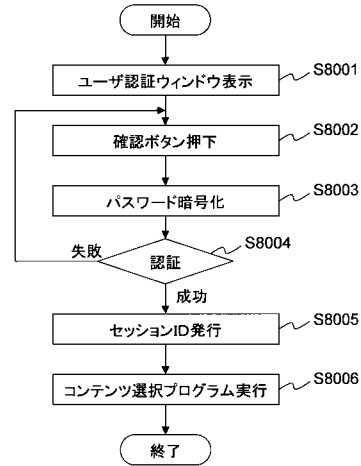 開始
ユーザ認証ウィンドウ表示
S8001
確認ボタン押下
S8002
パスワード暗号化
S8003
認証
S8004
失敗
成功
セッションID発行
S8005
コンテンツ選択プログラム実行
S8006
終了